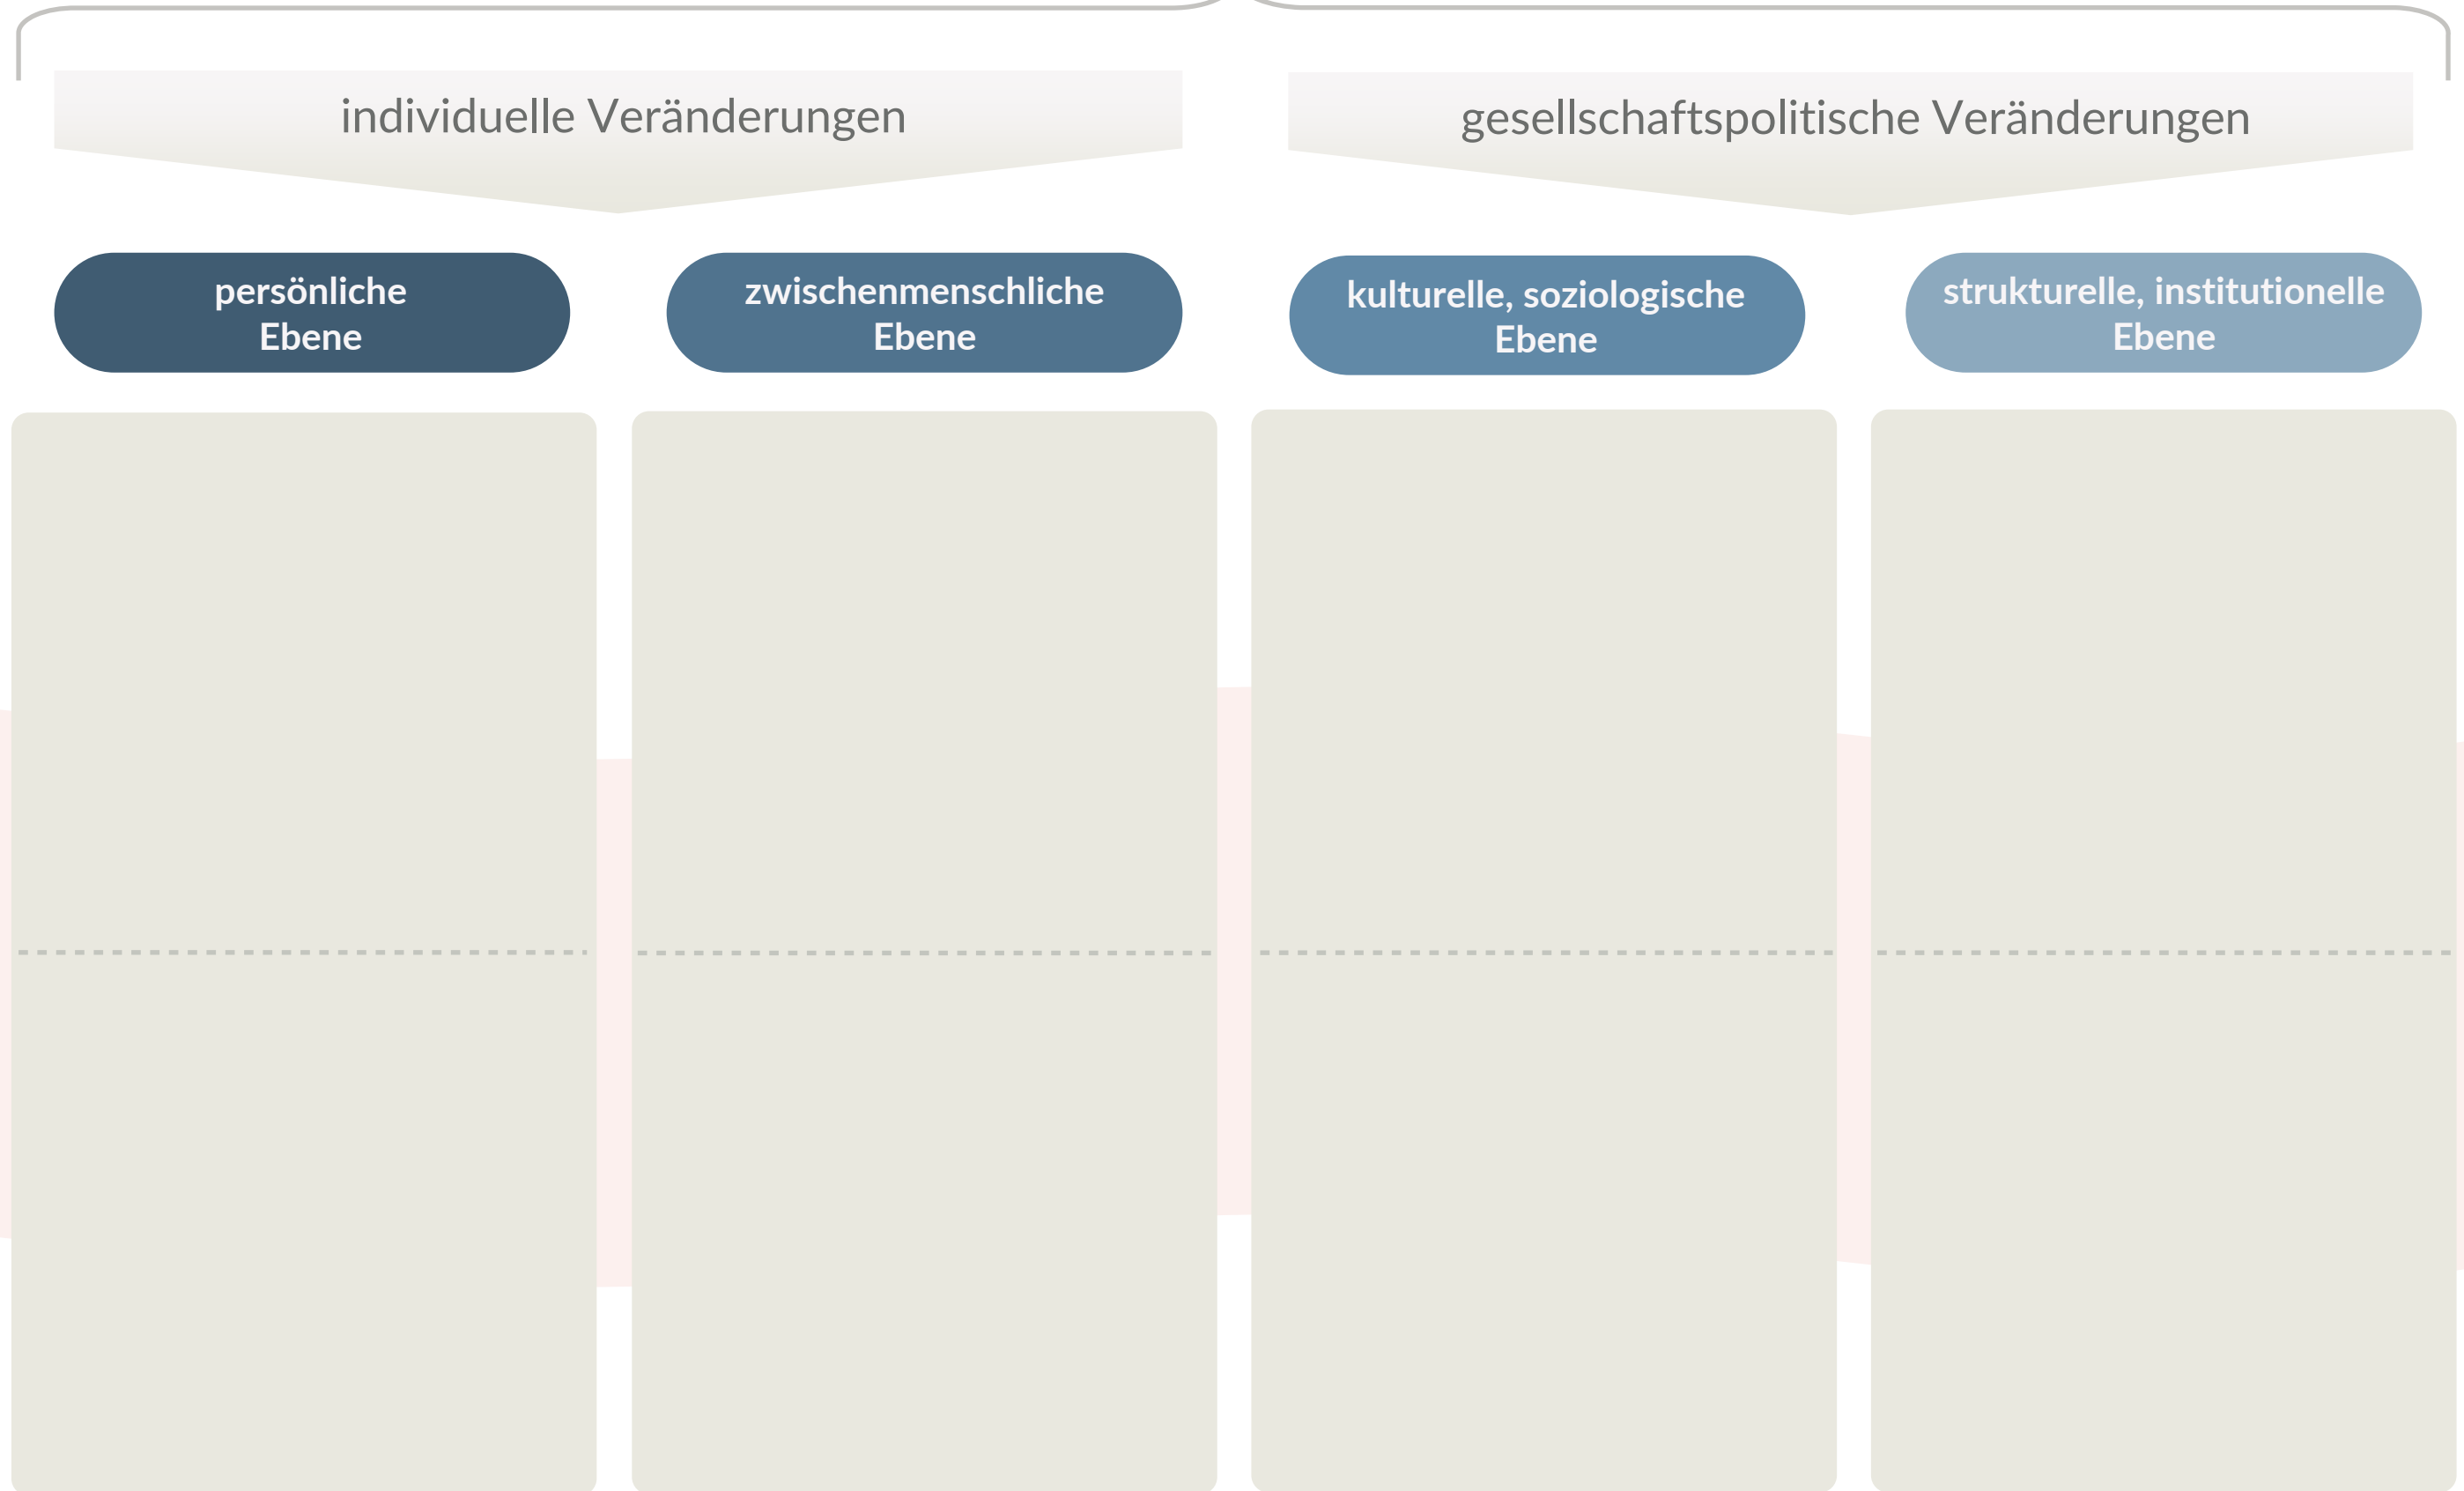 individuelle Veränderungen
gesellschaftspolitische Veränderungen
persönliche
Ebene
zwischenmenschliche
Ebene
kulturelle, soziologische
Ebene
strukturelle, institutionelle
Ebene